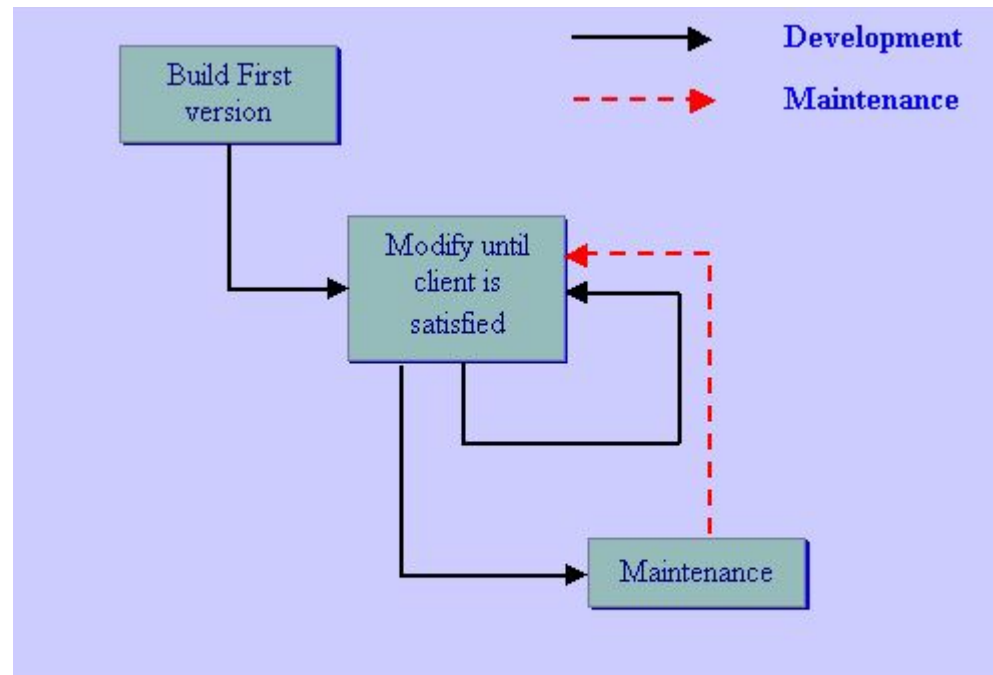 Development
Maintenance
Build First
version
Modify until
client is
satisfied
Maintenance